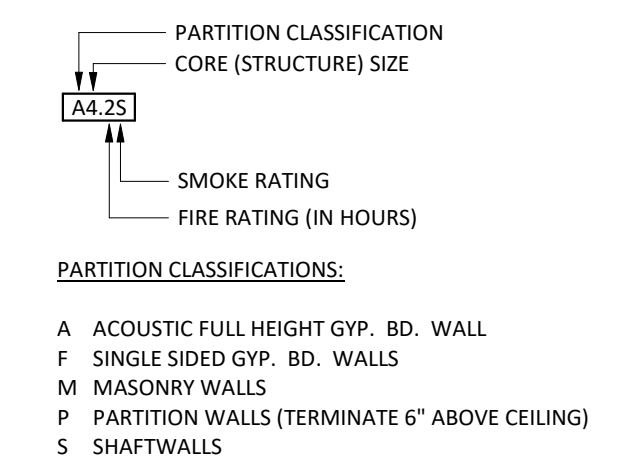 PARTITION CLASSIFICATION
CORE (STRUCTURE) SIZE
A4.2S
SMOKE RATING
FIRE RATING (IN HOURS)
PARTITION CLASSIFICATIONS:
A ACOUSTIC FULL HEIGHT GYP. BD. WALL
F SINGLE SIDED GYP. BD. WALLS
M MASONRY WALLS
P PARTITION WALLS (TERMINATE 6" ABOVE CEILING)
S SHAFTWALLS